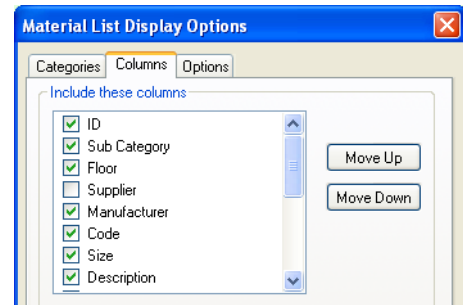 Material List Display Options
Categories Columns Options
Include these columns
ID
Sub Category
Floor
Supplier
Manufacturer
Code
Size
Description
Move Up
Move Down